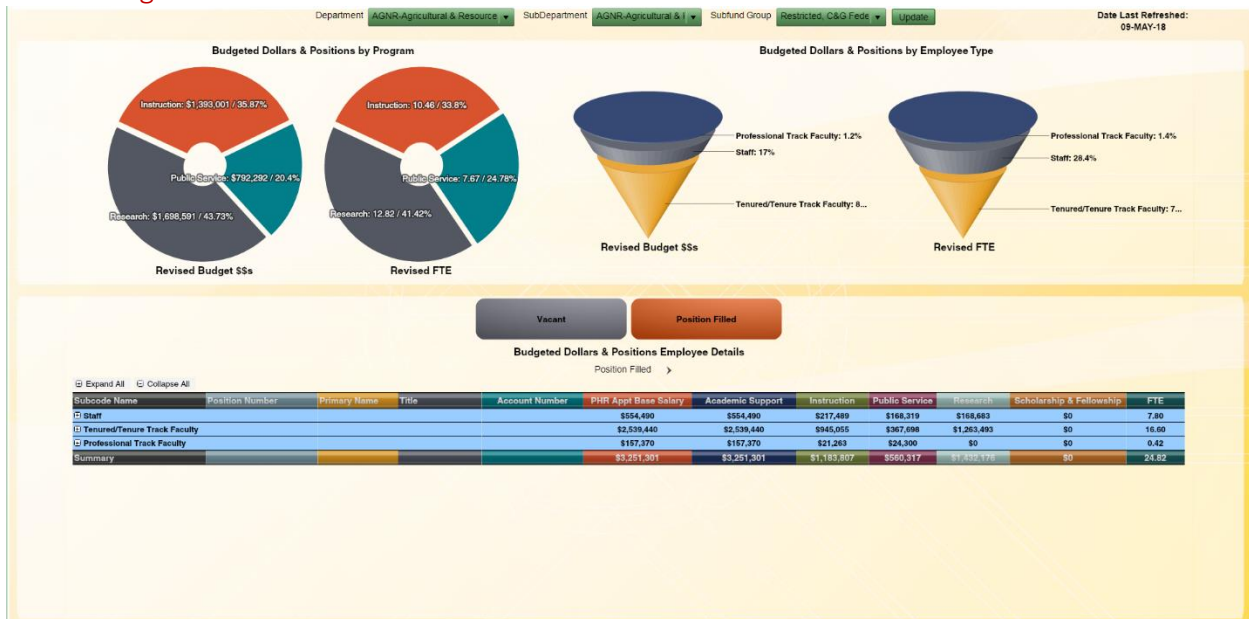 Department AGNR-Agricultural & Resource SubDepartment AGNR-Agricultural & I Subfund Group Restricted, C&G Fede Update Date Last Refreshed:
09-MAY-18
Budgeted Dollars & Positions by Program
Budgeted Dollars & Positions by Employee Type
Instruction: $1,393,001 / 35.87%
Public Service: $792,292 / 20.4%
Research: $1,698,591 / 43.73%
Revised Budget $$s
Instruction: 10.46 / 33.8%
Public Service: 7.67 / 24.78%
Research: 12.82 / 41.42%
Revised FTE
Professional Track Faculty: 1.2%
Staff: 17%
Tenured/Tenure Track Faculty: 8...
Revised Budget $$s
Professional Track Faculty: 1.4%
Staff: 28.4%
Tenured/Tenure Track Faculty: 7...
Revised FTE
Vacant Position Filled
Budgeted Dollars & Positions Employee Details
Position Filled
Expand All Collapse All
Subcode Name Position Number Primary Name Title Account Number PHR Appt Base Salary Academic Support Instruction Public Service Research Scholarship & Fellowship FTE
Staff $554,490 $554,490 $217,489 $168,319 $168,683 $0 7.80
Tenured/Tenure Track Faculty $2,539,440 $2,539,440 $945,055 $367,698 $1,263,493 $0 16.60
Professional Track Faculty $157,370 $157,370 $21,263 $24,300 $0 $0 0.42
Summary $3,251,301 $3,251,301 $1,183,807 $560,317 $1,432,176 $0 24.82